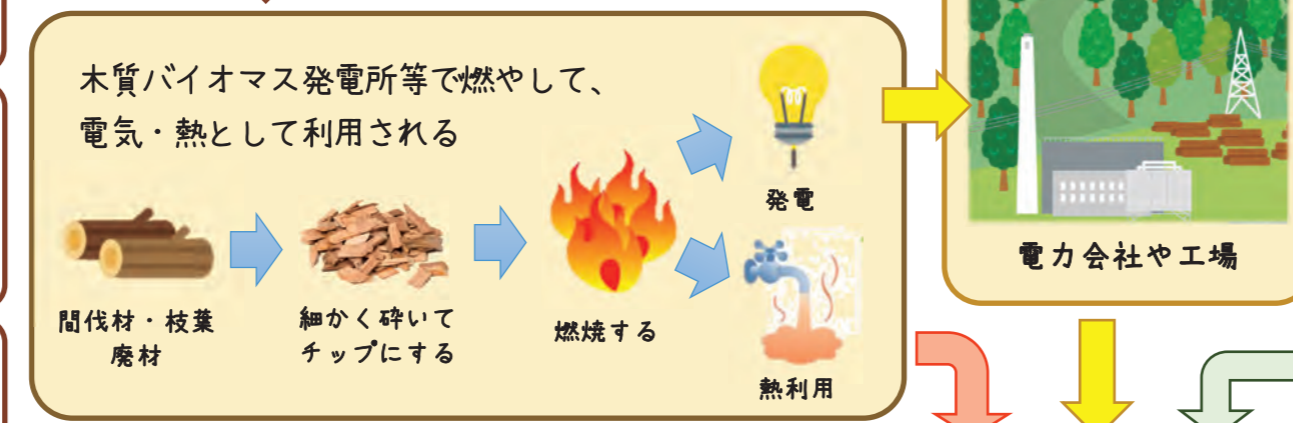 木質バイオマス発電所等で燃やして、
電気・熱として利用される
間伐材・枝葉
廃材
細かく砕いて
チップにする
燃焼する
発電
熱利用
電力会社や工場